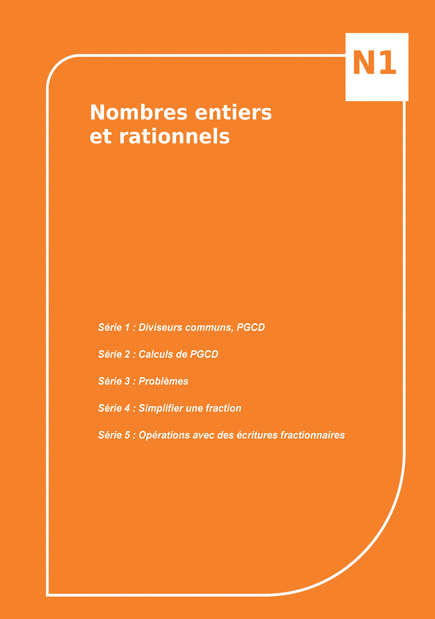 N1
Nombres entiers
et rationnels
Série 1 : Diviseurs communs, PGCD
Série 2 : Calculs de PGCD
Série 3 : Problèmes
Série 4 : Simplifier une fraction
Série 5 : Opérations avec des écritures fractionnaires